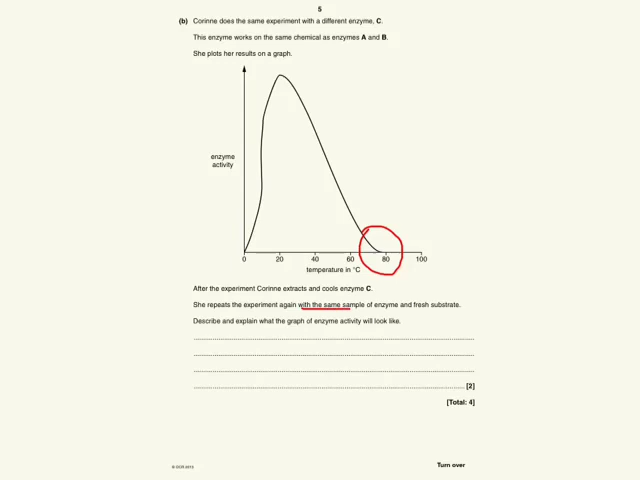 5
(b) Corinne does the same experiment with a different enzyme, C.
This enzyme works on the same chemical as enzymes A and B.
She plots her results on a graph.
enzyme
activity
0 20 40 60 80 100
temperature in °C
After the experiment Corinne extracts and cools enzyme C.
She repeats the experiment again with the same sample of enzyme and fresh substrate.
Describe and explain what the graph of enzyme activity will look like.
[2]
[Total: 4]
© OCR 2013
Turn over